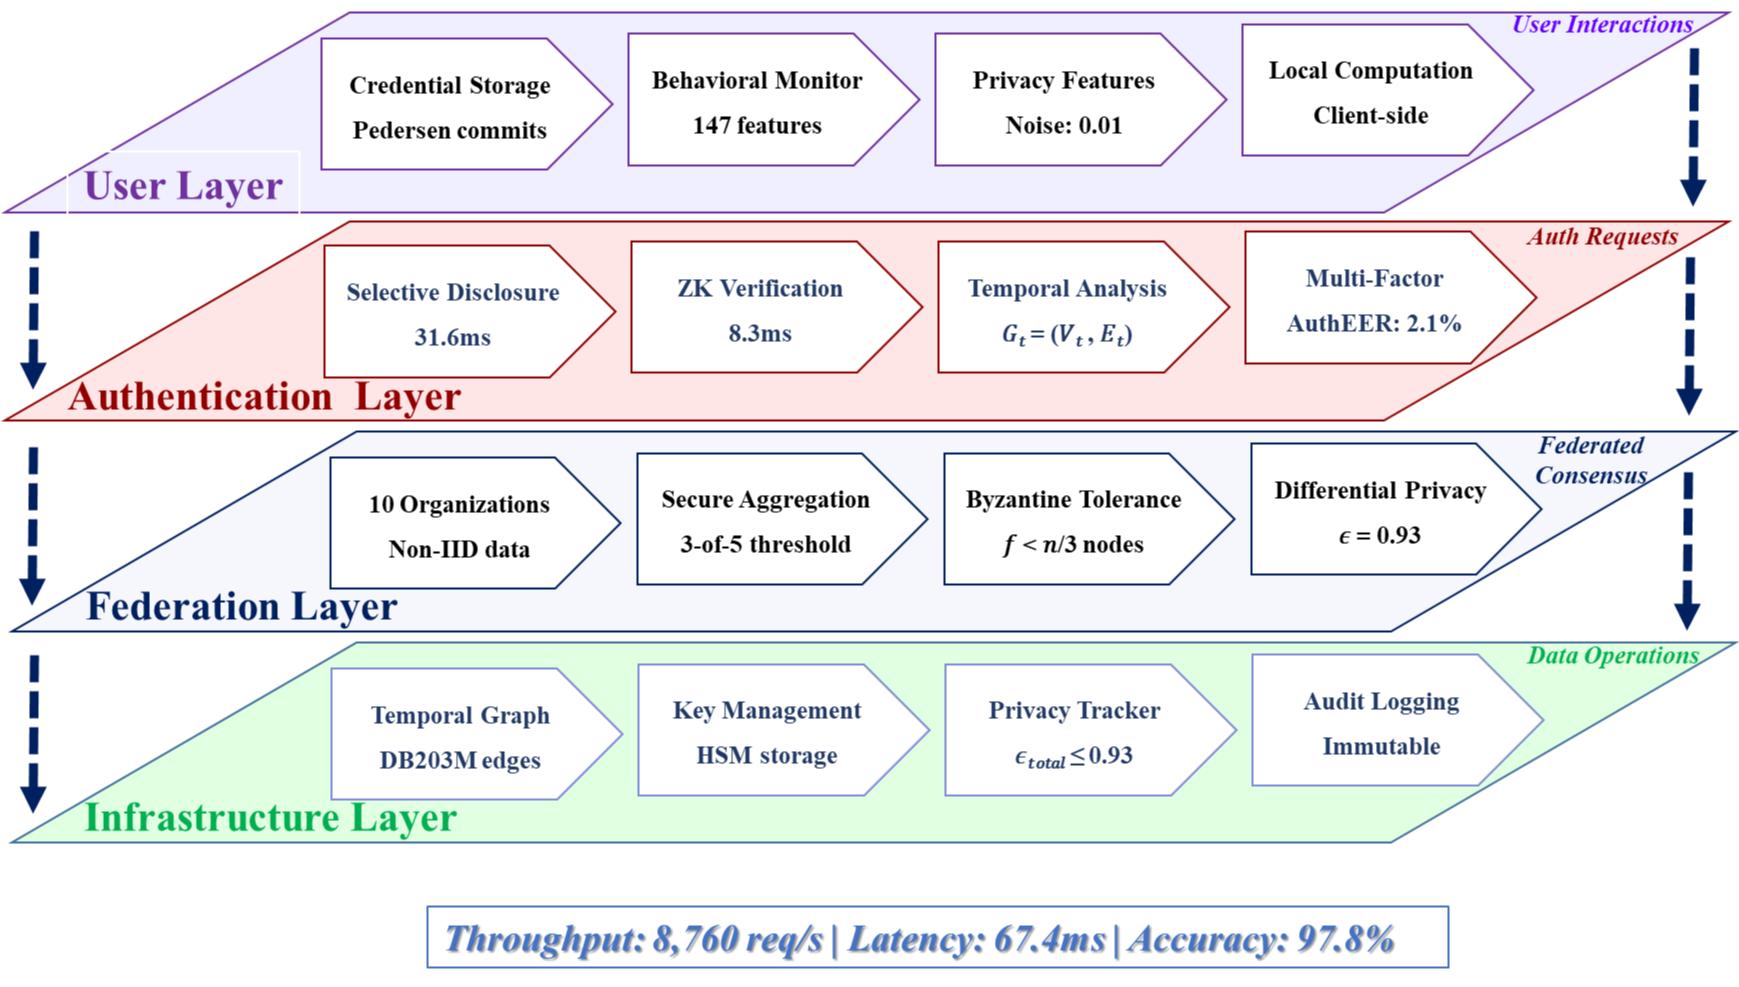 User Interactions
Credential Storage
Pedersen commits
Behavioral Monitor
147 features
Privacy Features
Noise: 0.01
Local Computation
Client-side
User Layer
Auth Requests
Selective Disclosure
31.6ms
ZK Verification
8.3ms
Temporal Analysis
G_t = (V_t , E_t)
Multi-Factor
AuthEER: 2.1%
Authentication Layer
Federated
Consensus
10 Organizations
Non-IID data
Secure Aggregation
3-of-5 threshold
Byzantine Tolerance
f < n/3 nodes
Differential Privacy
ϵ = 0.93
Federation Layer
Data Operations
Temporal Graph
DB203M edges
Key Management
HSM storage
Privacy Tracker
ϵ_total ≤ 0.93
Audit Logging
Immutable
Infrastructure Layer
Throughput: 8,760 req/s | Latency: 67.4ms | Accuracy: 97.8%